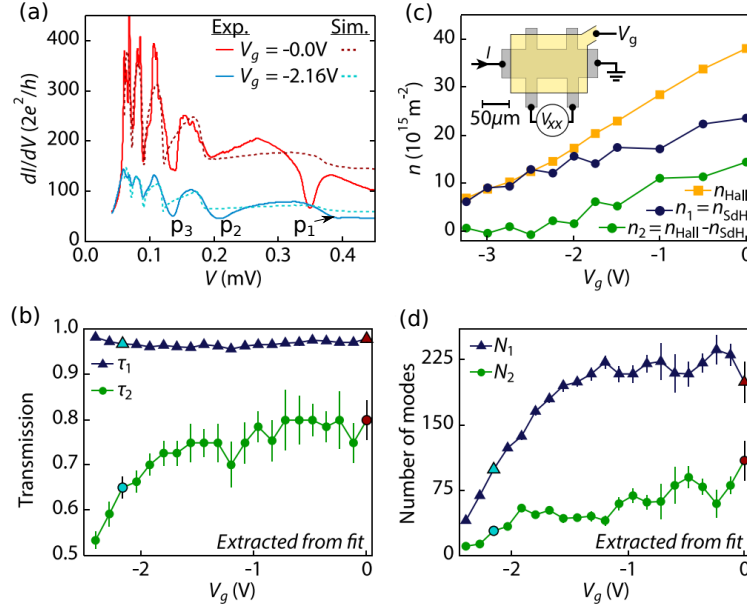 (a)
Exp. Sim.
V_g = -0.0V
V_g = -2.16V
dI/dV (2e²/h)
400
300
200
100
0
p₃ p₂ p₁
0.0 0.1 0.2 0.3 0.4
V (mV)
(c)
n (10¹⁵ m⁻²)
40
30
20
10
0
I
V_g
V_xx
50μm
n_Hall
n₁ = n_SdH
n₂ = n_Hall - n_SdH
-3 -2 -1 0
V_g (V)
(b)
Transmission
1.0
0.9
0.8
0.7
0.6
0.5
τ₁
τ₂
Extracted from fit
-2 -1 0
V_g (V)
(d)
Number of modes
225
150
75
0
N₁
N₂
Extracted from fit
-2 -1 0
V_g (V)